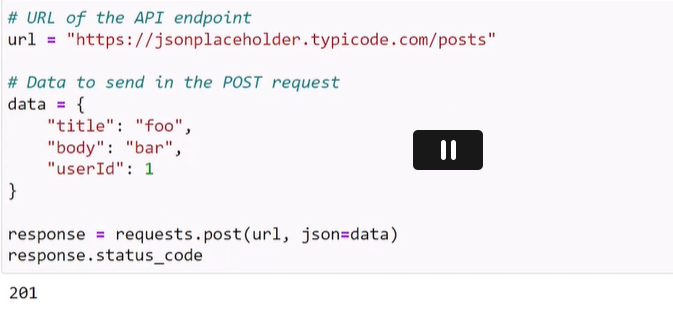 # URL of the API endpoint
url = "https://jsonplaceholder.typicode.com/posts"
# Data to send in the POST request
data = {
    "title": "foo",
    "body": "bar",
    "userId": 1
}
response = requests.post(url, json=data)
response.status_code
201